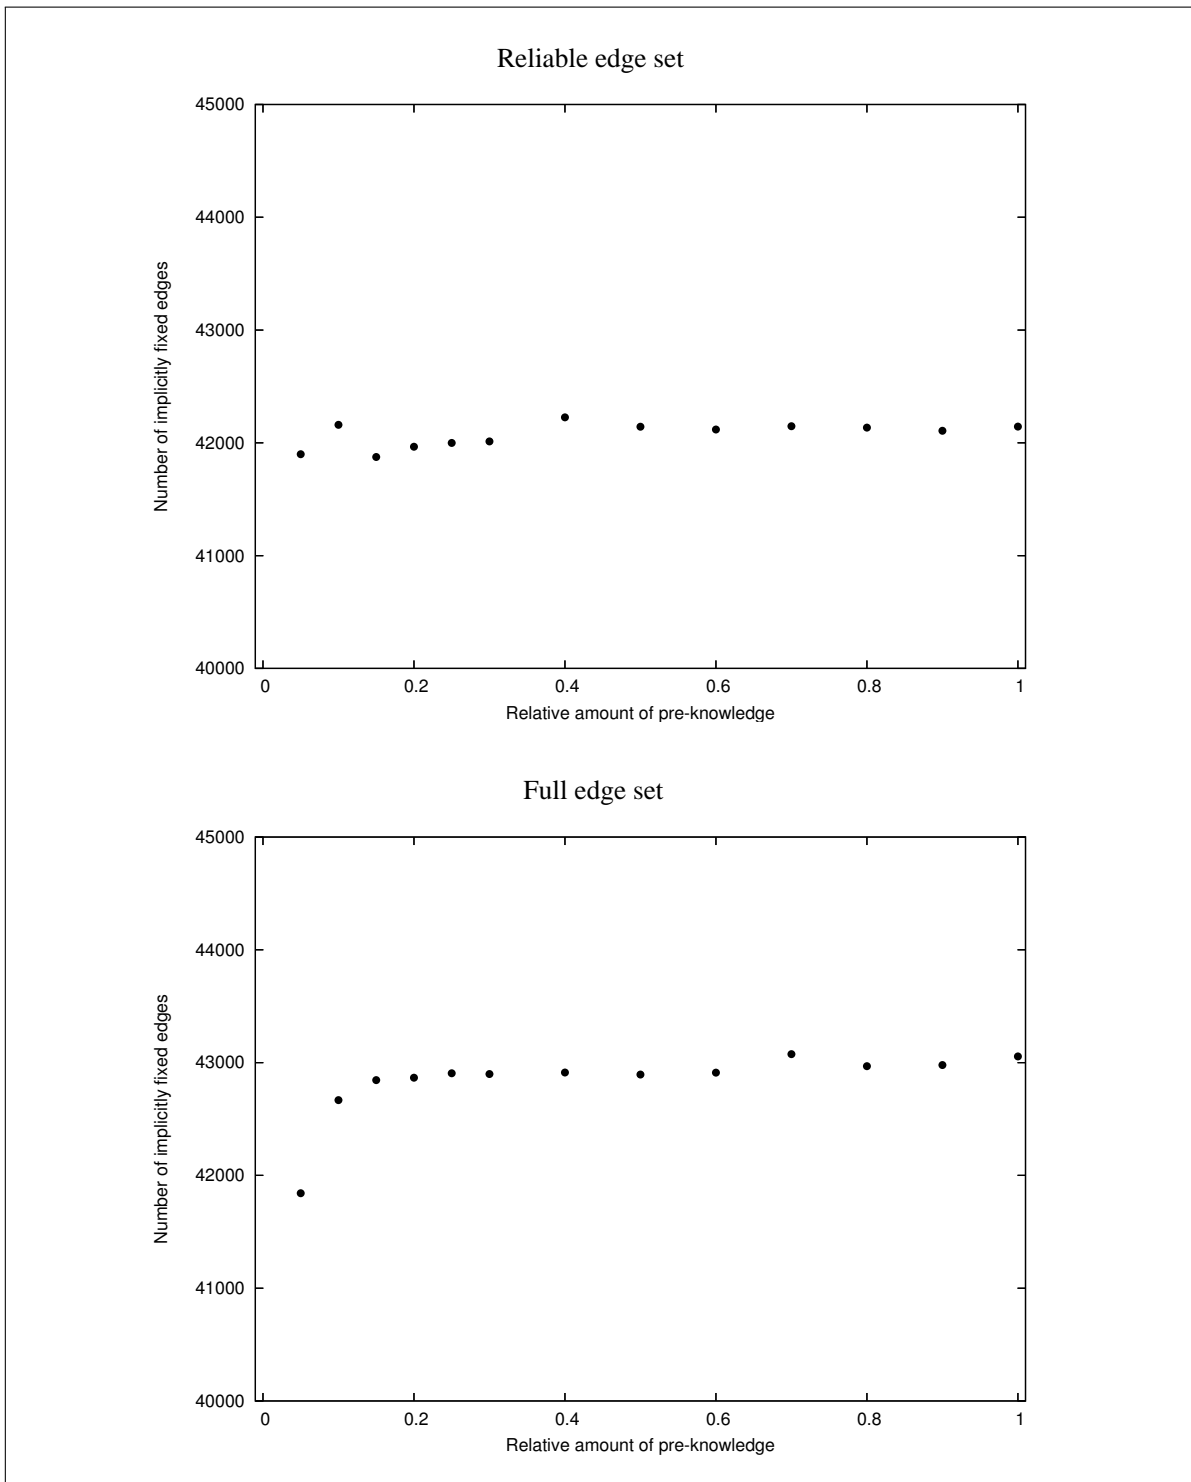 Reliable edge set
45000
44000
43000
42000
41000
40000
Number of implicitly fixed edges
0 0.2 0.4 0.6 0.8 1
Relative amount of pre-knowledge
Full edge set
45000
44000
43000
42000
41000
40000
Number of implicitly fixed edges
0 0.2 0.4 0.6 0.8 1
Relative amount of pre-knowledge